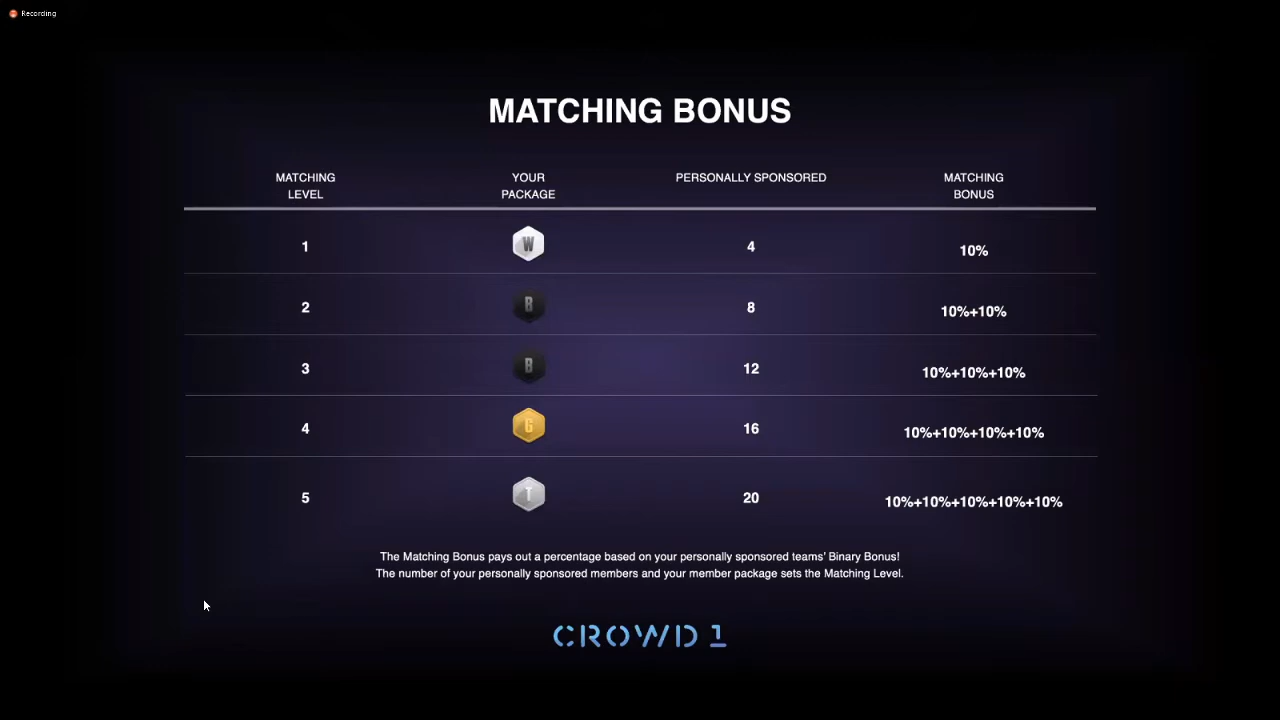 Recording
MATCHING BONUS
MATCHING LEVEL YOUR PACKAGE PERSONALLY SPONSORED MATCHING BONUS
1 W 4 10%
2 B 8 10%+10%
3 B 12 10%+10%+10%
4 G 16 10%+10%+10%+10%
5 T 20 10%+10%+10%+10%+10%
The Matching Bonus pays out a percentage based on your personally sponsored teams' Binary Bonus!
The number of your personally sponsored members and your member package sets the Matching Level.
CROWD 1